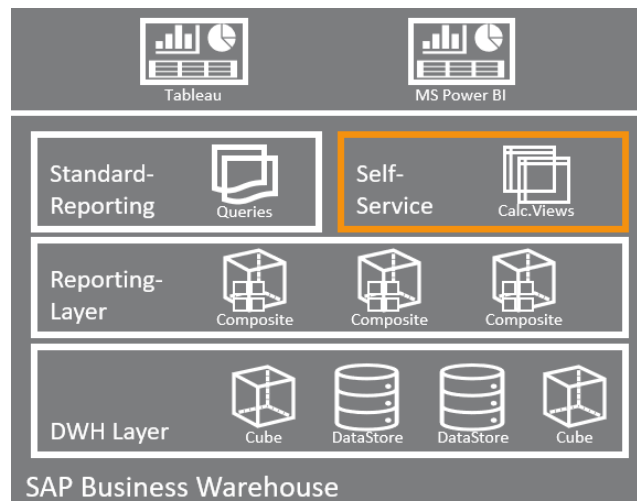 Tableau
MS Power BI
Standard-
Reporting
Queries
Self-
Service
Calc.Views
Reporting-
Layer
Composite
Composite
Composite
DWH Layer
Cube
DataStore
DataStore
Cube
SAP Business Warehouse